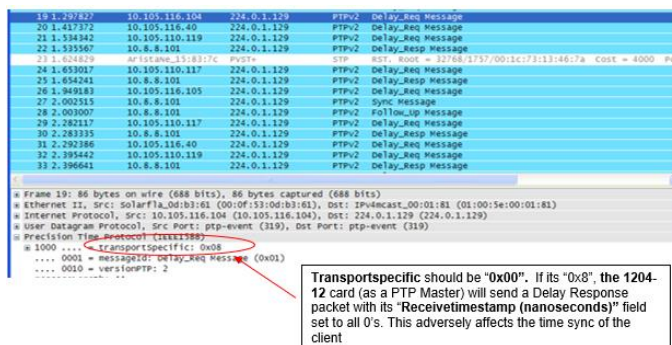 19 1.297827 10.105.116.104 224.0.1.129 PTPv2 Delay_Req Message
20 1.417372 10.105.116.40 224.0.1.129 PTPv2 Delay_Req Message
21 1.534342 10.105.110.119 224.0.1.129 PTPv2 Delay_Req Message
22 1.535567 10.8.8.101 224.0.1.129 PTPv2 Delay_Resp Message
23 1.624829 AristaNe_15:83:7c PVST+ STP RST. Root = 32768/1757/00:1c:73:13:46:7a Cost = 4000
24 1.653017 10.105.110.117 224.0.1.129 PTPv2 Delay_Req Message
25 1.654241 10.8.8.101 224.0.1.129 PTPv2 Delay_Resp Message
26 1.949183 10.105.116.105 224.0.1.129 PTPv2 Delay_Req Message
27 2.002515 10.8.8.101 224.0.1.129 PTPv2 Sync Message
28 2.003007 10.8.8.101 224.0.1.129 PTPv2 Follow_Up Message
29 2.282117 10.105.110.117 224.0.1.129 PTPv2 Delay_Req Message
30 2.283335 10.8.8.101 224.0.1.129 PTPv2 Delay_Resp Message
31 2.292386 10.105.116.40 224.0.1.129 PTPv2 Delay_Req Message
32 2.395442 10.105.110.119 224.0.1.129 PTPv2 Delay_Req Message
33 2.396641 10.8.8.101 224.0.1.129 PTPv2 Delay_Resp Message
Frame 19: 86 bytes on wire (688 bits), 86 bytes captured (688 bits)
Ethernet II, Src: Solarfla_0d:b3:61 (00:0f:53:0d:b3:61), Dst: IPv4mcast_00:01:81 (01:00:5e:00:01:81)
Internet Protocol, Src: 10.105.116.104 (10.105.116.104), Dst: 224.0.1.129 (224.0.1.129)
User Datagram Protocol, Src Port: ptp-event (319), Dst Port: ptp-event (319)
Precision Time Protocol (IEEE1588)
1000 .... = transportSpecific: 0x08
.... 0001 = messageId: Delay_Req Message (0x01)
.... 0010 = versionPTP: 2
Transportspecific should be "0x00". If its "0x8", the 1204-
12 card (as a PTP Master) will send a Delay Response
packet with its "Receivetimestamp (nanoseconds)" field
set to all 0's. This adversely affects the time sync of the
client